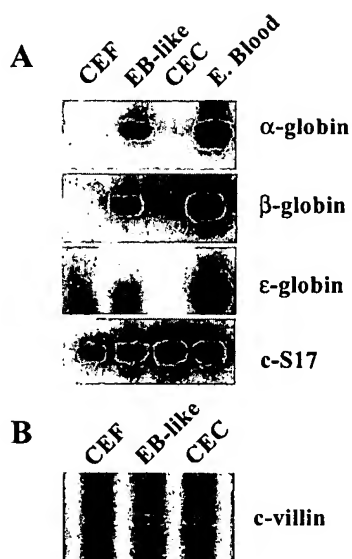 A
CEF EB-like CEC E. Blood
α-globin
β-globin
ε-globin
c-S17
B
CEF EB-like CEC
c-villin